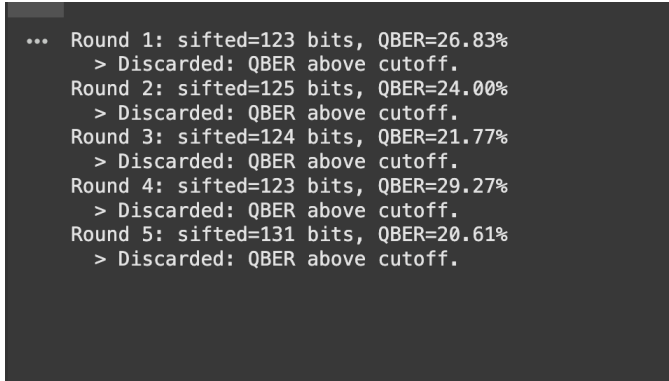 ••• Round 1: sifted=123 bits, QBER=26.83%
> Discarded: QBER above cutoff.
Round 2: sifted=125 bits, QBER=24.00%
> Discarded: QBER above cutoff.
Round 3: sifted=124 bits, QBER=21.77%
> Discarded: QBER above cutoff.
Round 4: sifted=123 bits, QBER=29.27%
> Discarded: QBER above cutoff.
Round 5: sifted=131 bits, QBER=20.61%
> Discarded: QBER above cutoff.